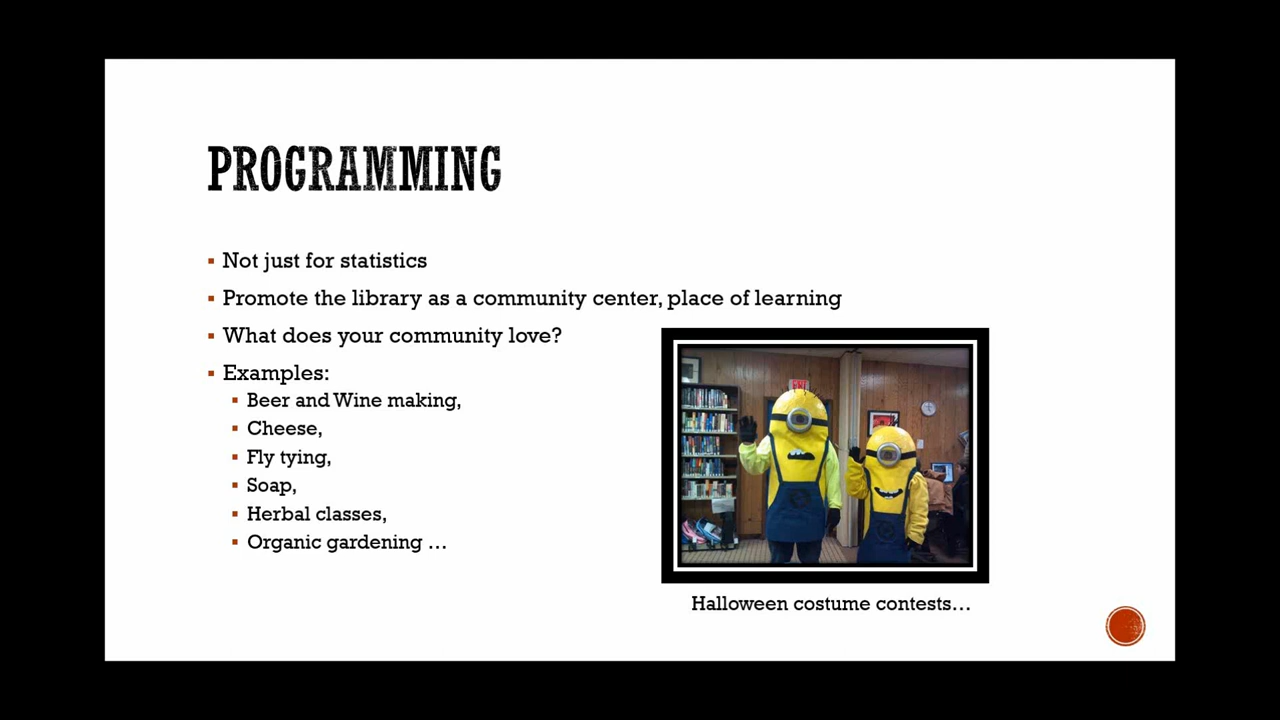 PROGRAMMING
Not just for statistics
Promote the library as a community center, place of learning
What does your community love?
Examples:
Beer and Wine making,
Cheese,
Fly tying,
Soap,
Herbal classes,
Organic gardening …
Halloween costume contests…